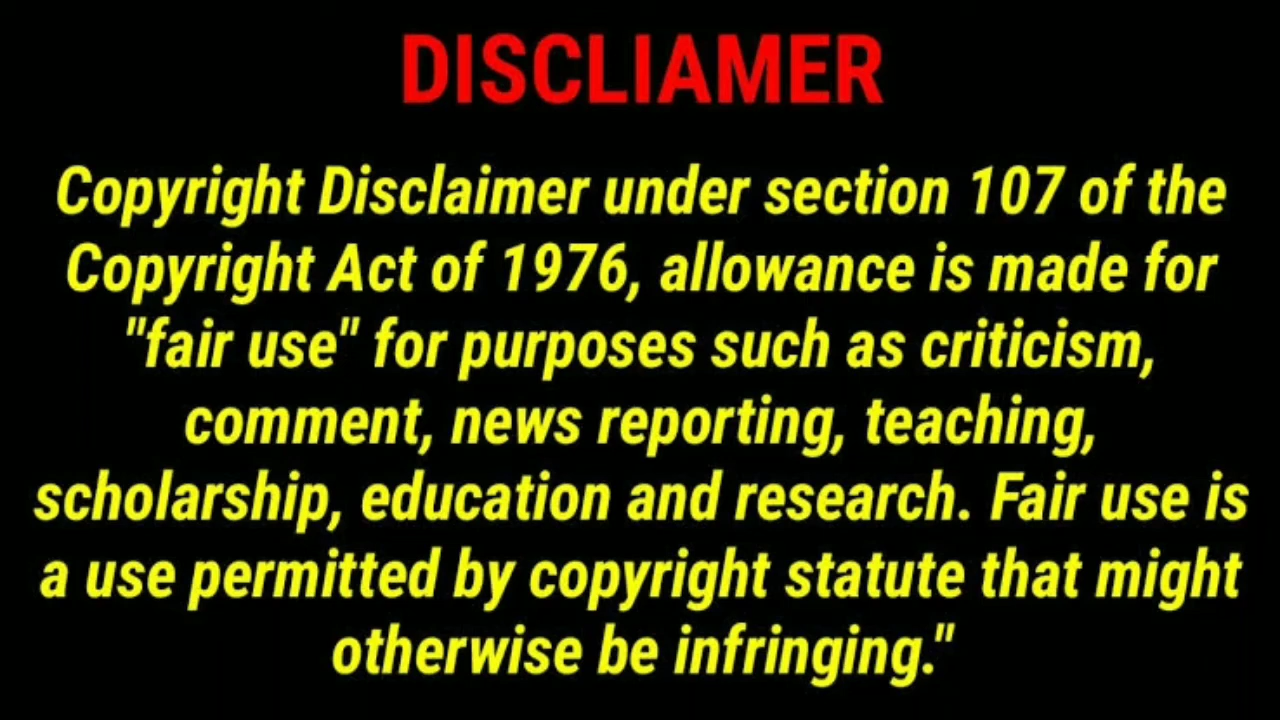 DISCLIAMER
Copyright Disclaimer under section 107 of the
Copyright Act of 1976, allowance is made for
"fair use" for purposes such as criticism,
comment, news reporting, teaching,
scholarship, education and research. Fair use is
a use permitted by copyright statute that might
otherwise be infringing."